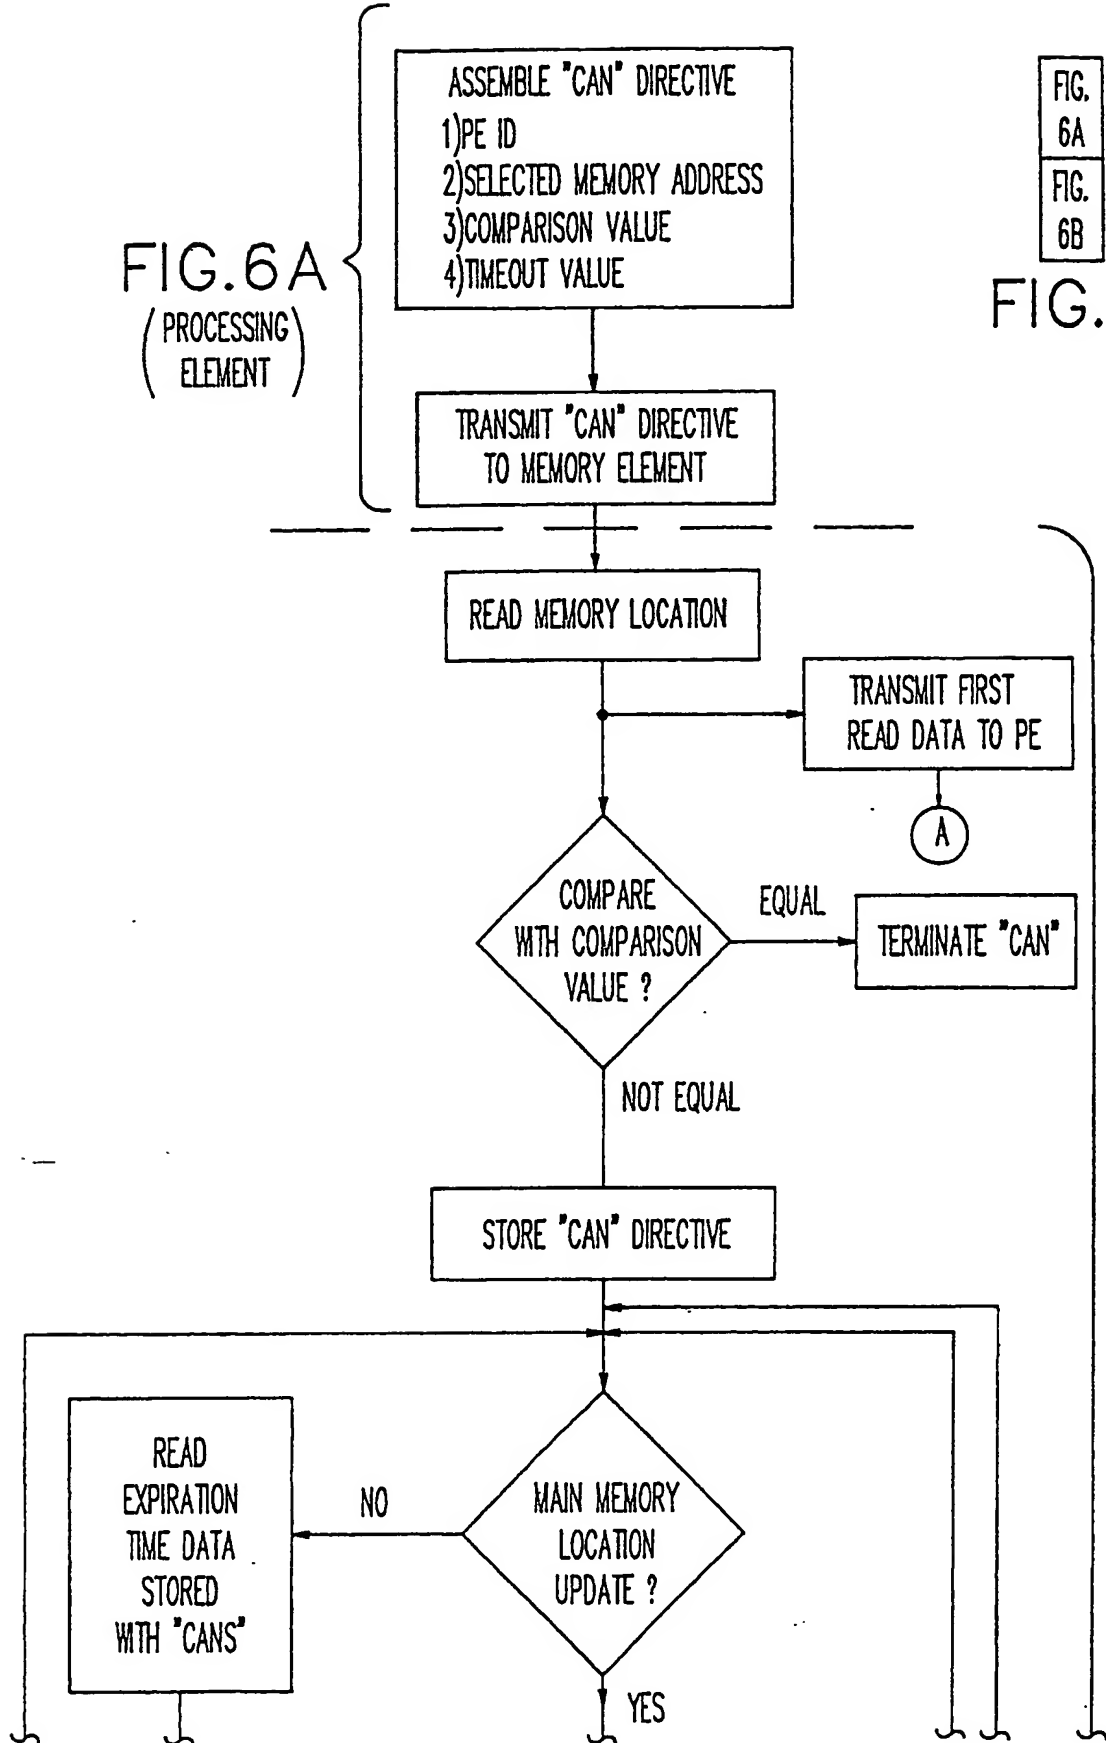 ASSEMBLE "CAN" DIRECTIVE
1)PE ID
2)SELECTED MEMORY ADDRESS
3)COMPARISON VALUE
4)TIMEOUT VALUE
FIG.
6A
FIG.
6B
FIG.
FIG.6A
(PROCESSING
ELEMENT)
TRANSMIT "CAN" DIRECTIVE
TO MEMORY ELEMENT
READ MEMORY LOCATION
TRANSMIT FIRST
READ DATA TO PE
A
COMPARE
WITH COMPARISON
VALUE ?
EQUAL
TERMINATE "CAN"
NOT EQUAL
STORE "CAN" DIRECTIVE
READ
EXPIRATION
TIME DATA
STORED
WITH "CANS"
NO
MAIN MEMORY
LOCATION
UPDATE ?
YES